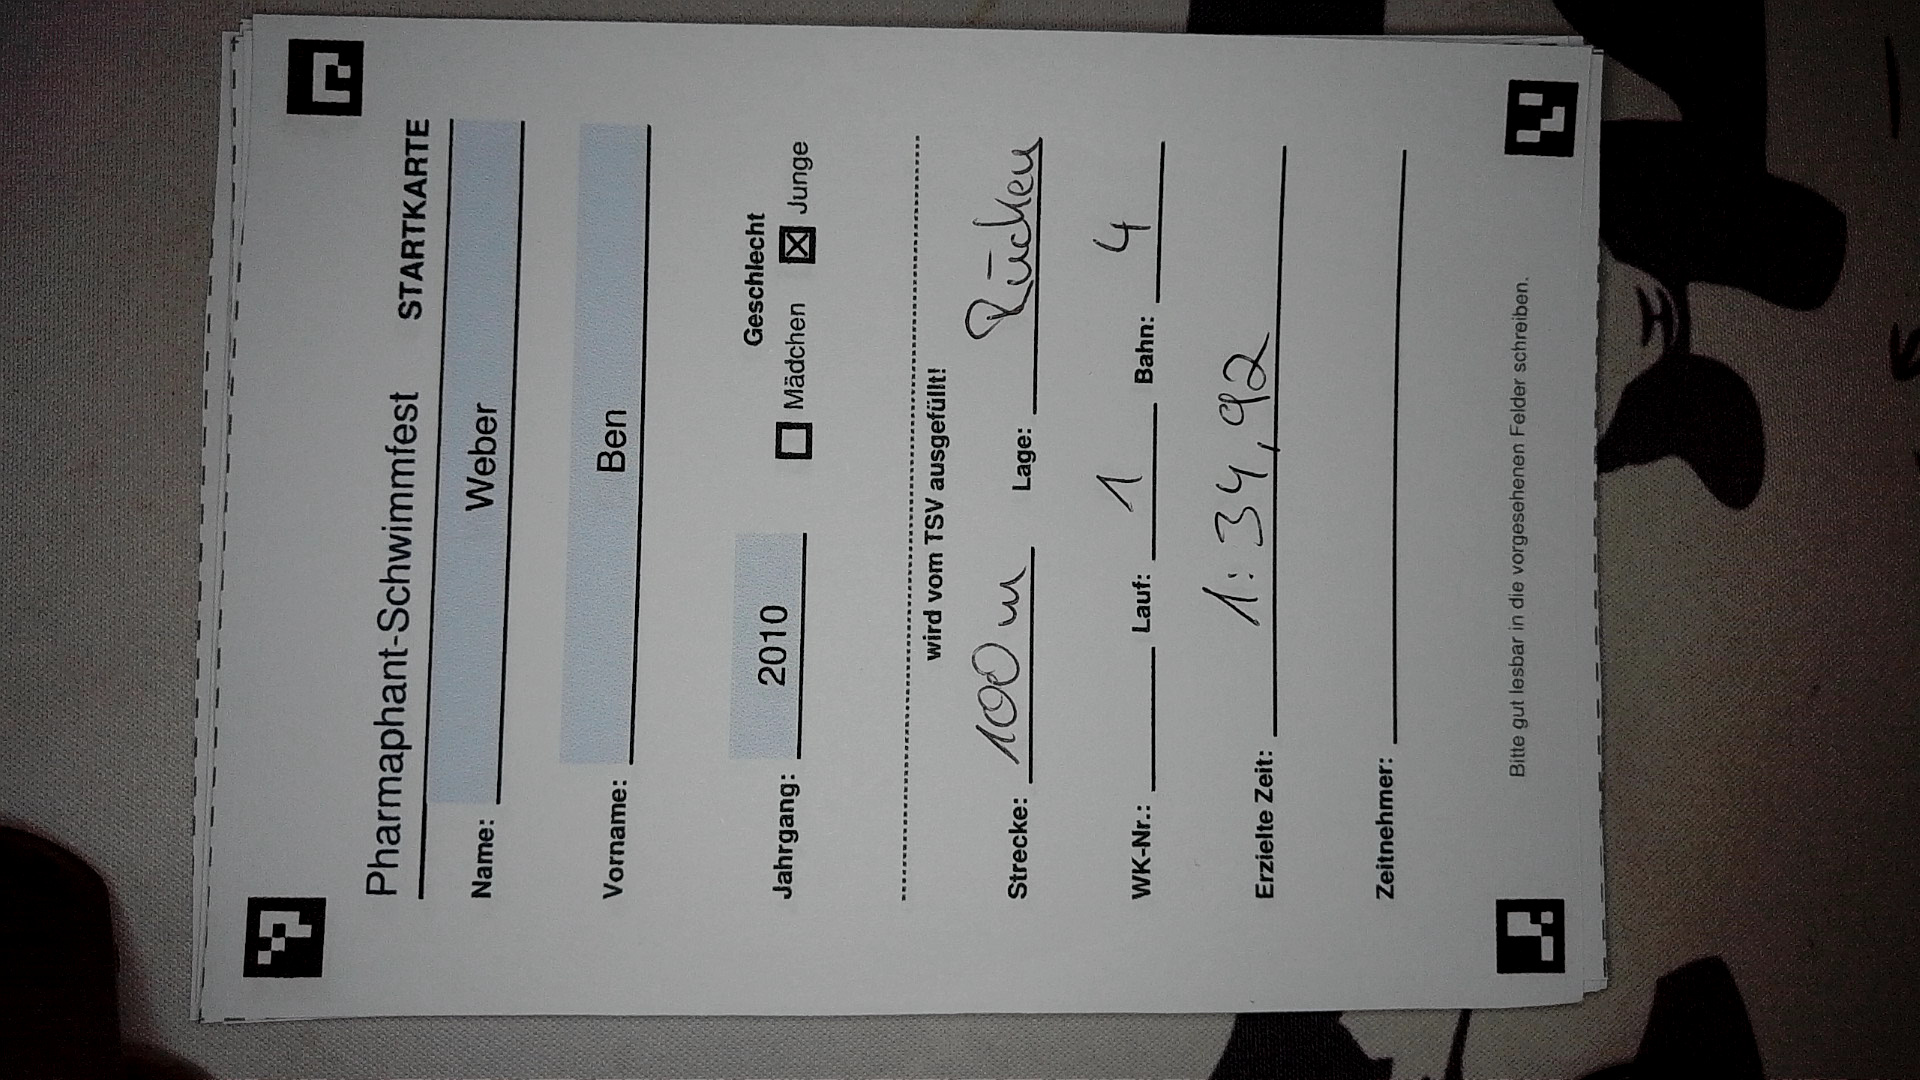 Pharmaphant-Schwimmfest STARTKARTE
Name: Weber
Vorname: Ben
Geschlecht
Jahrgang: 2010 Mädchen Junge
wird vom TSV ausgefüllt!
Strecke: 100 m Lage: Rücken
WK-Nr.: Lauf: 1 Bahn: 4
Erzielte Zeit: 1:34,92
Zeitnehmer:
Bitte gut lesbar in die vorgesehenen Felder schreiben.